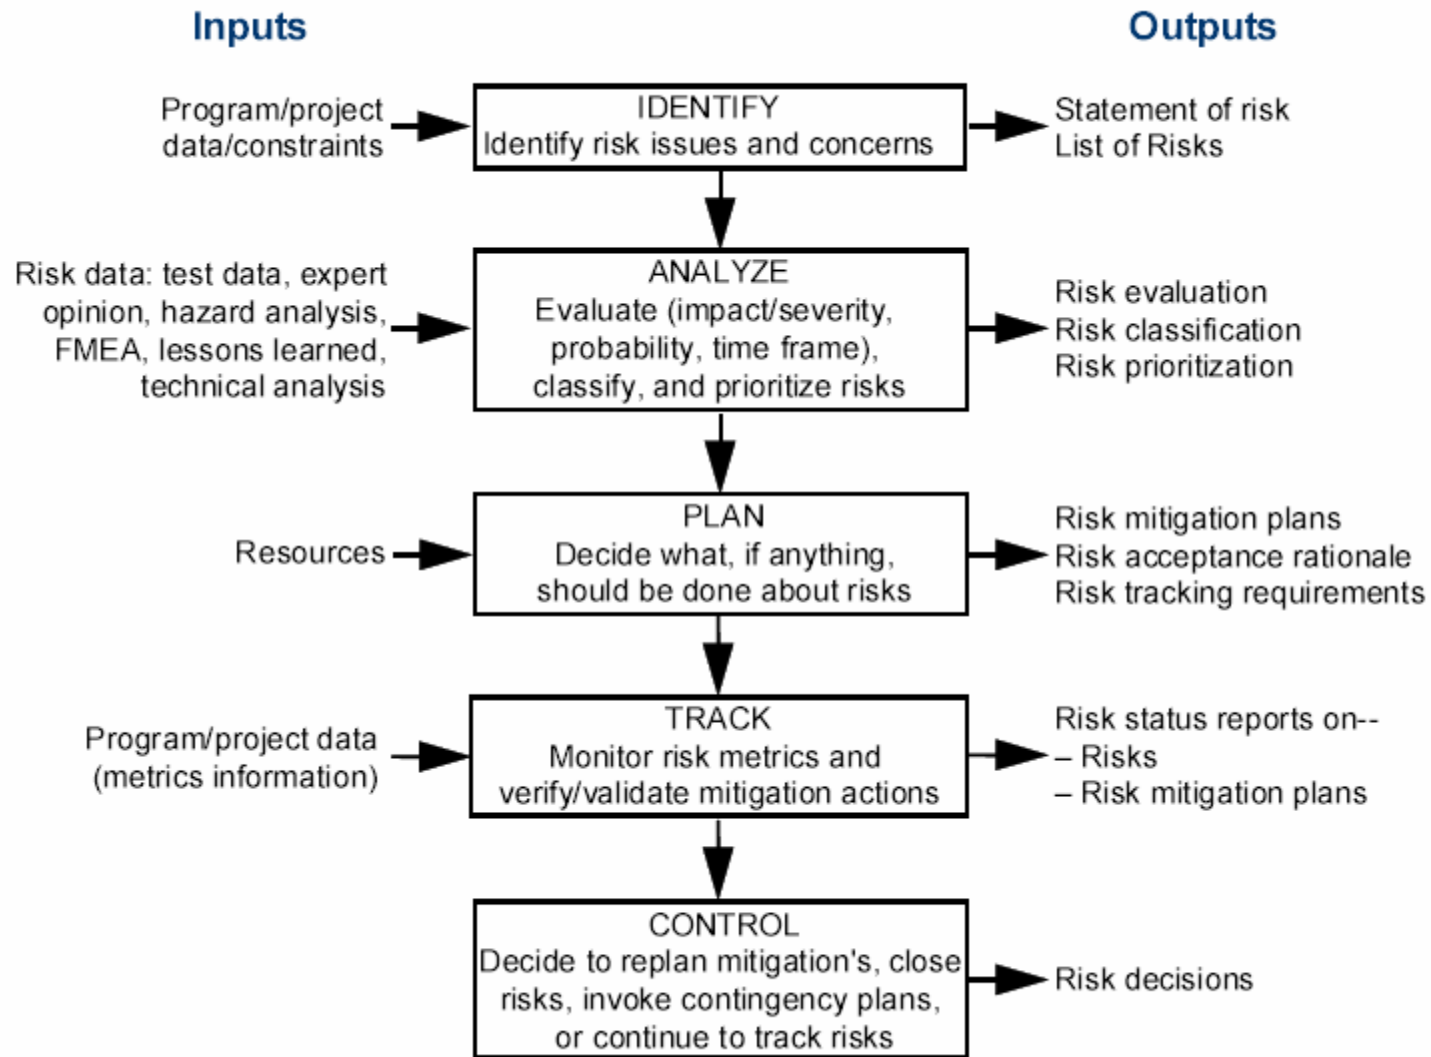 Inputs
Outputs
Program/project
data/constraints
IDENTIFY
Identify risk issues and concerns
Statement of risk
List of Risks
Risk data: test data, expert
opinion, hazard analysis,
FMEA, lessons learned,
technical analysis
ANALYZE
Evaluate (impact/severity,
probability, time frame),
classify, and prioritize risks
Risk evaluation
Risk classification
Risk prioritization
Resources
PLAN
Decide what, if anything,
should be done about risks
Risk mitigation plans
Risk acceptance rationale
Risk tracking requirements
Program/project data
(metrics information)
TRACK
Monitor risk metrics and
verify/validate mitigation actions
Risk status reports on--
– Risks
– Risk mitigation plans
CONTROL
Decide to replan mitigation's, close
risks, invoke contingency plans,
or continue to track risks
Risk decisions